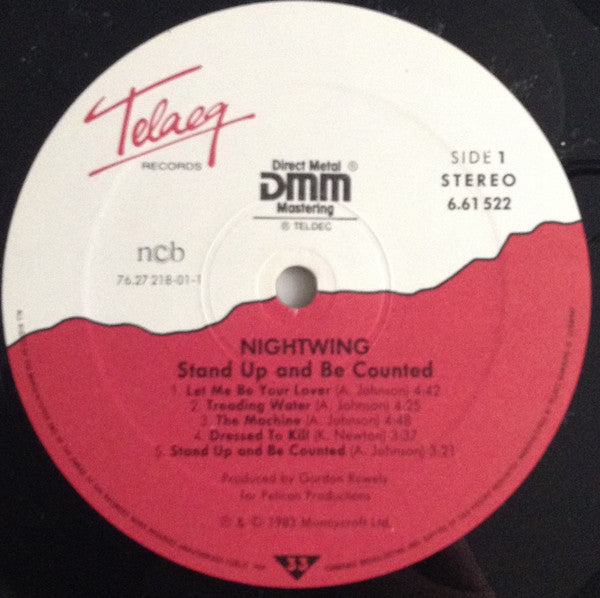 Telaeg
RECORDS
Direct Metal ®
DMM
Mastering
® TELDEC
SIDE 1
STEREO
6.61 522
ncb
76.27 218-01-1
NIGHTWING
Stand Up and Be Counted
1. Let Me Be Your Lover (A. Johnson) 4:42
2. Treading Water (A. Johnson) 4:25
3. The Machine (A. Johnson) 4:48
4. Dressed To Kill (K. Newton) 3:37
5. Stand Up and Be Counted (A. Johnson) 3:21
Produced by Gordon Rowels
for Pelican Productions
℗ & © 1983 Moneycroft Ltd.
33